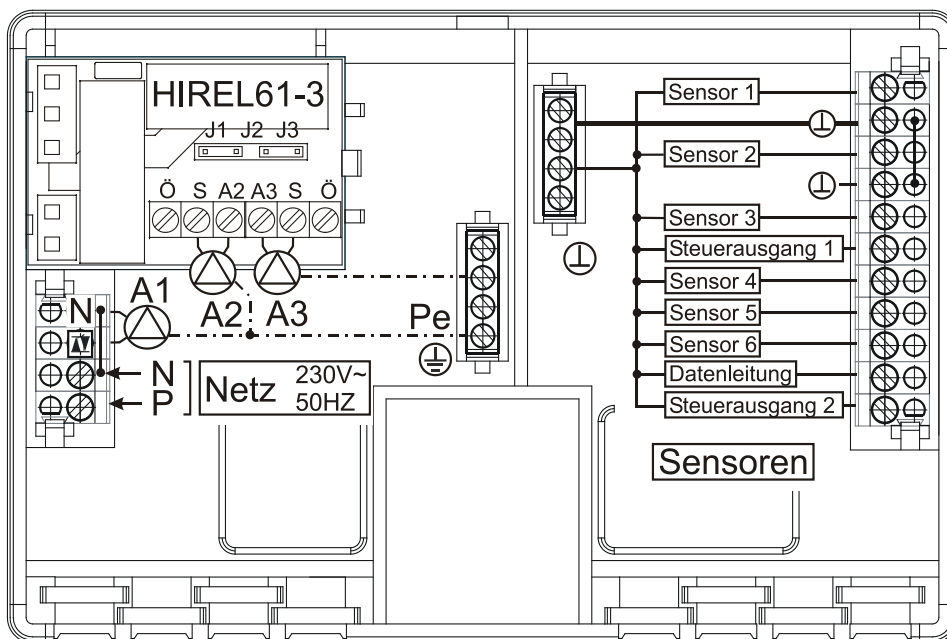 HIREL61-3
J1 J2 J3
Ö S A2 A3 S Ö
A1
A2 A3
N
N
P
Netz
230V~
50HZ
Pe
Sensor 1
Sensor 2
Sensor 3
Steuerausgang 1
Sensor 4
Sensor 5
Sensor 6
Datenleitung
Steuerausgang 2
Sensoren